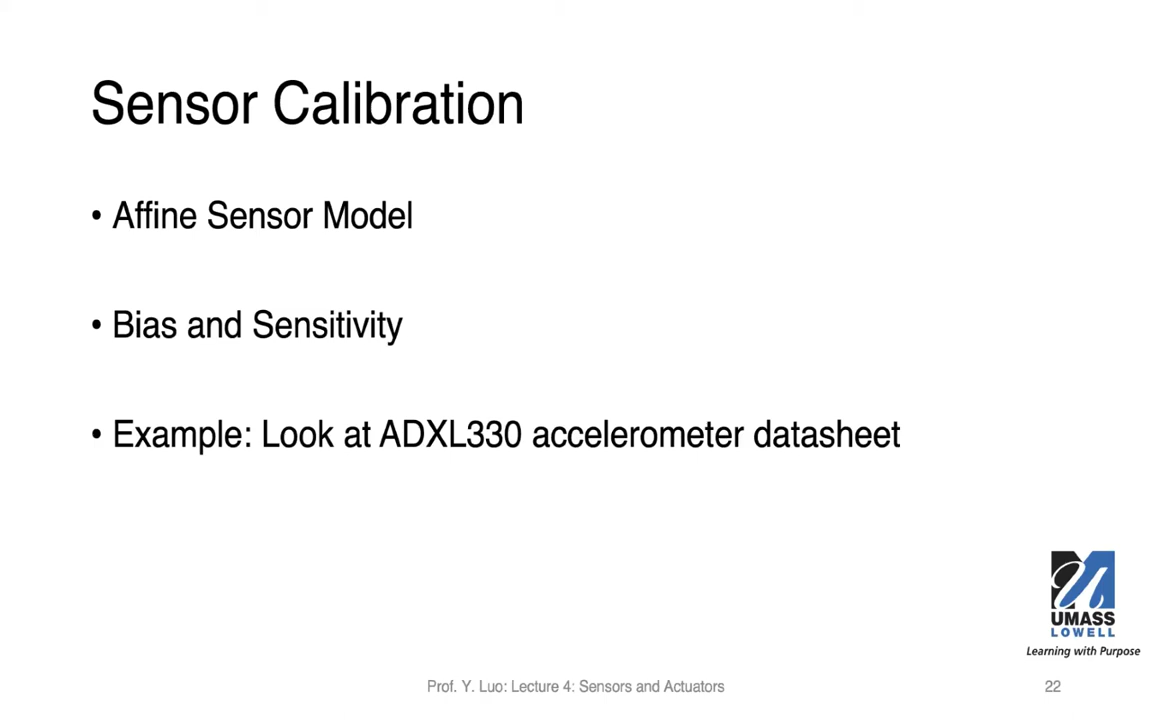 Sensor Calibration
• Affine Sensor Model
• Bias and Sensitivity
• Example: Look at ADXL330 accelerometer datasheet
UMASS
LOWELL
Learning with Purpose
Prof. Y. Luo: Lecture 4: Sensors and Actuators
22